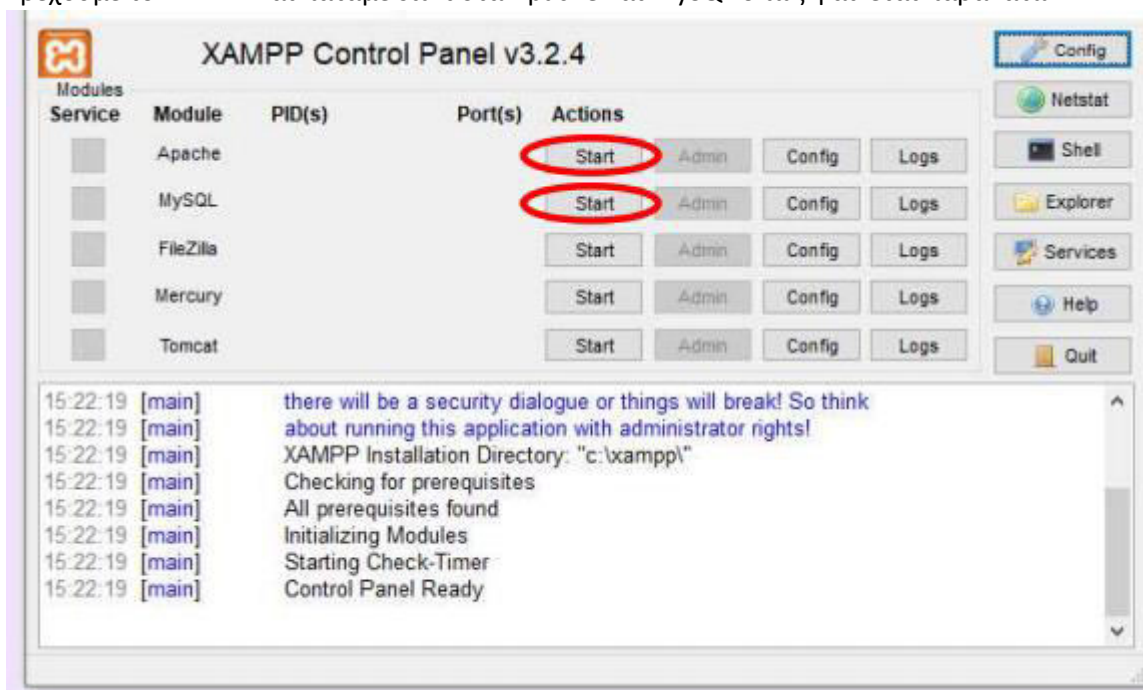 XAMPP Control Panel v3.2.4
Modules
Service Module PID(s) Port(s) Actions
Apache Start Admin Config Logs
MySQL Start Admin Config Logs
FileZilla Start Admin Config Logs
Mercury Start Admin Config Logs
Tomcat Start Admin Config Logs
Config
Netstat
Shell
Explorer
Services
Help
Quit
15:22:19 [main] there will be a security dialogue or things will break! So think
15:22:19 [main] about running this application with administrator rights!
15:22:19 [main] XAMPP Installation Directory: "c:\xampp\"
15:22:19 [main] Checking for prerequisites
15:22:19 [main] All prerequisites found
15:22:19 [main] Initializing Modules
15:22:19 [main] Starting Check-Timer
15:22:19 [main] Control Panel Ready